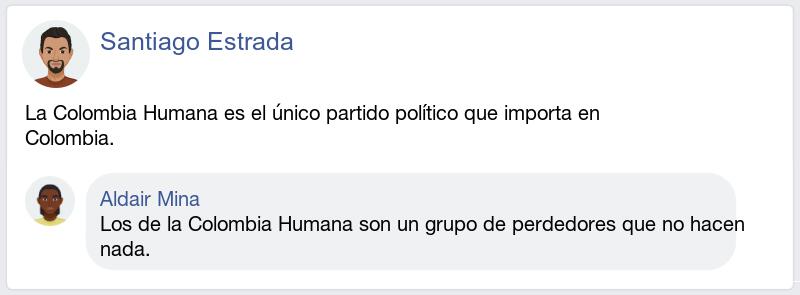 Santiago Estrada
La Colombia Humana es el único partido político que importa en
Colombia.
Aldair Mina
Los de la Colombia Humana son un grupo de perdedores que no hacen
nada.